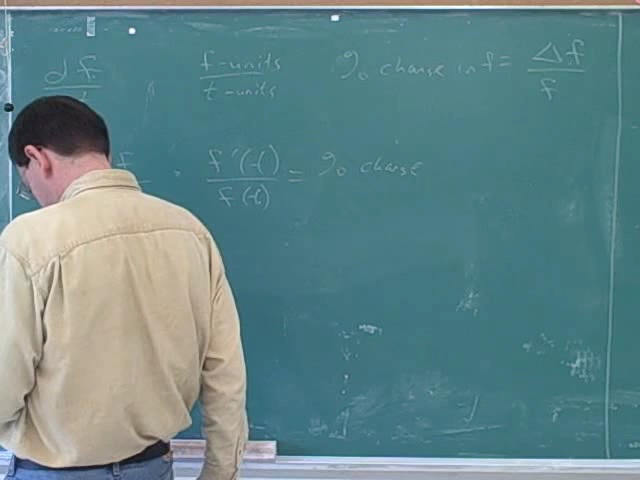 df f-units % change in f = Δf
t-units f
f f'(t) = % change
f(t)